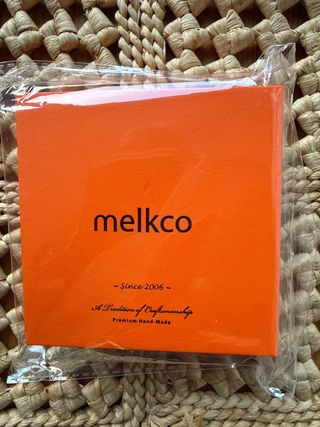 melkco
~ Since 2006 ~
A Tradition of Craftsmanship
Premium Hand-Made